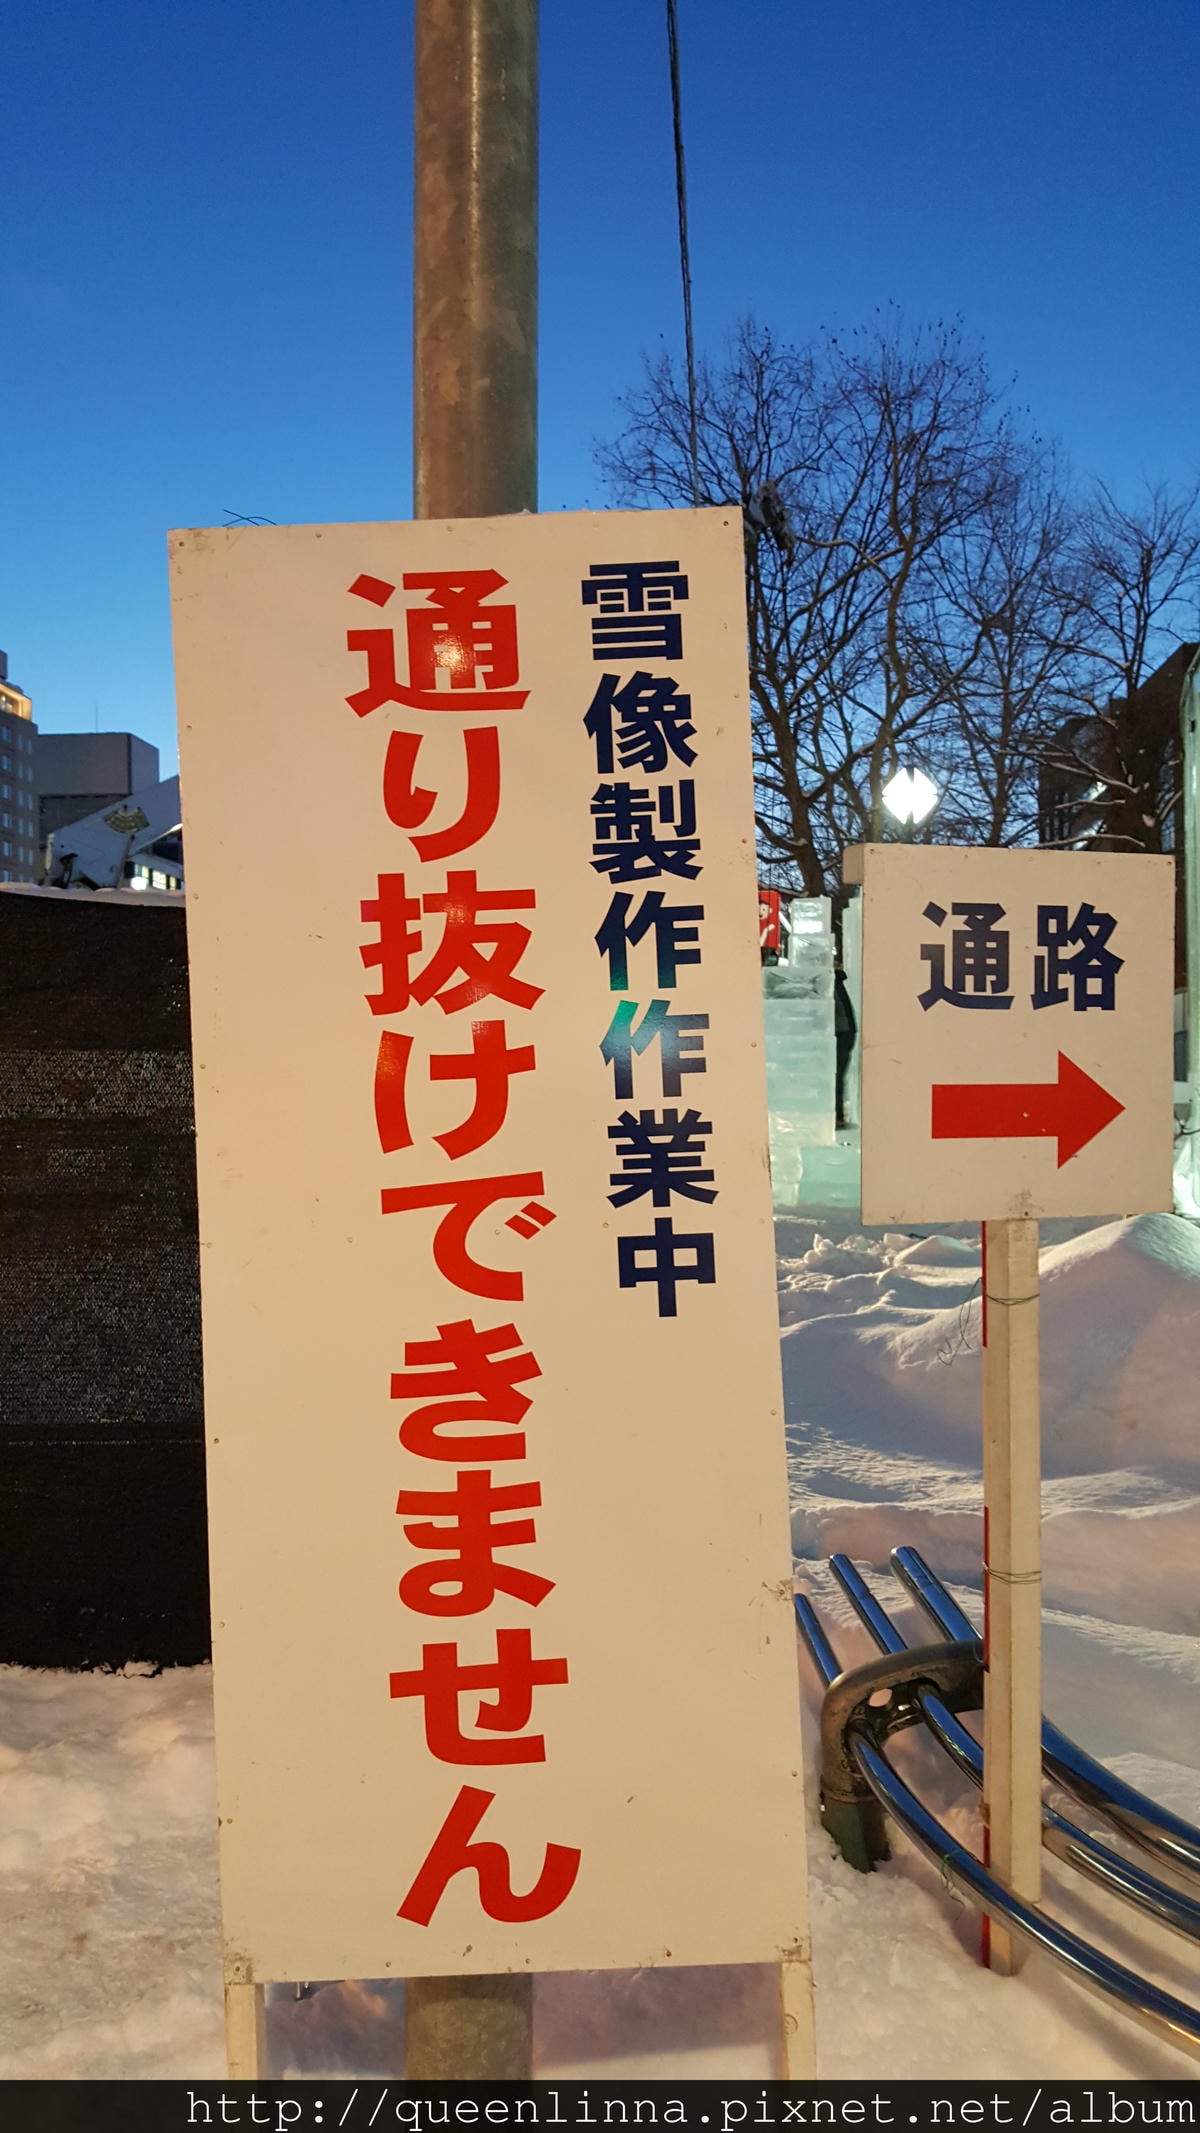 雪像製作作業中
通り抜けできません
通路
http://queenlinna.pixnet.net/album